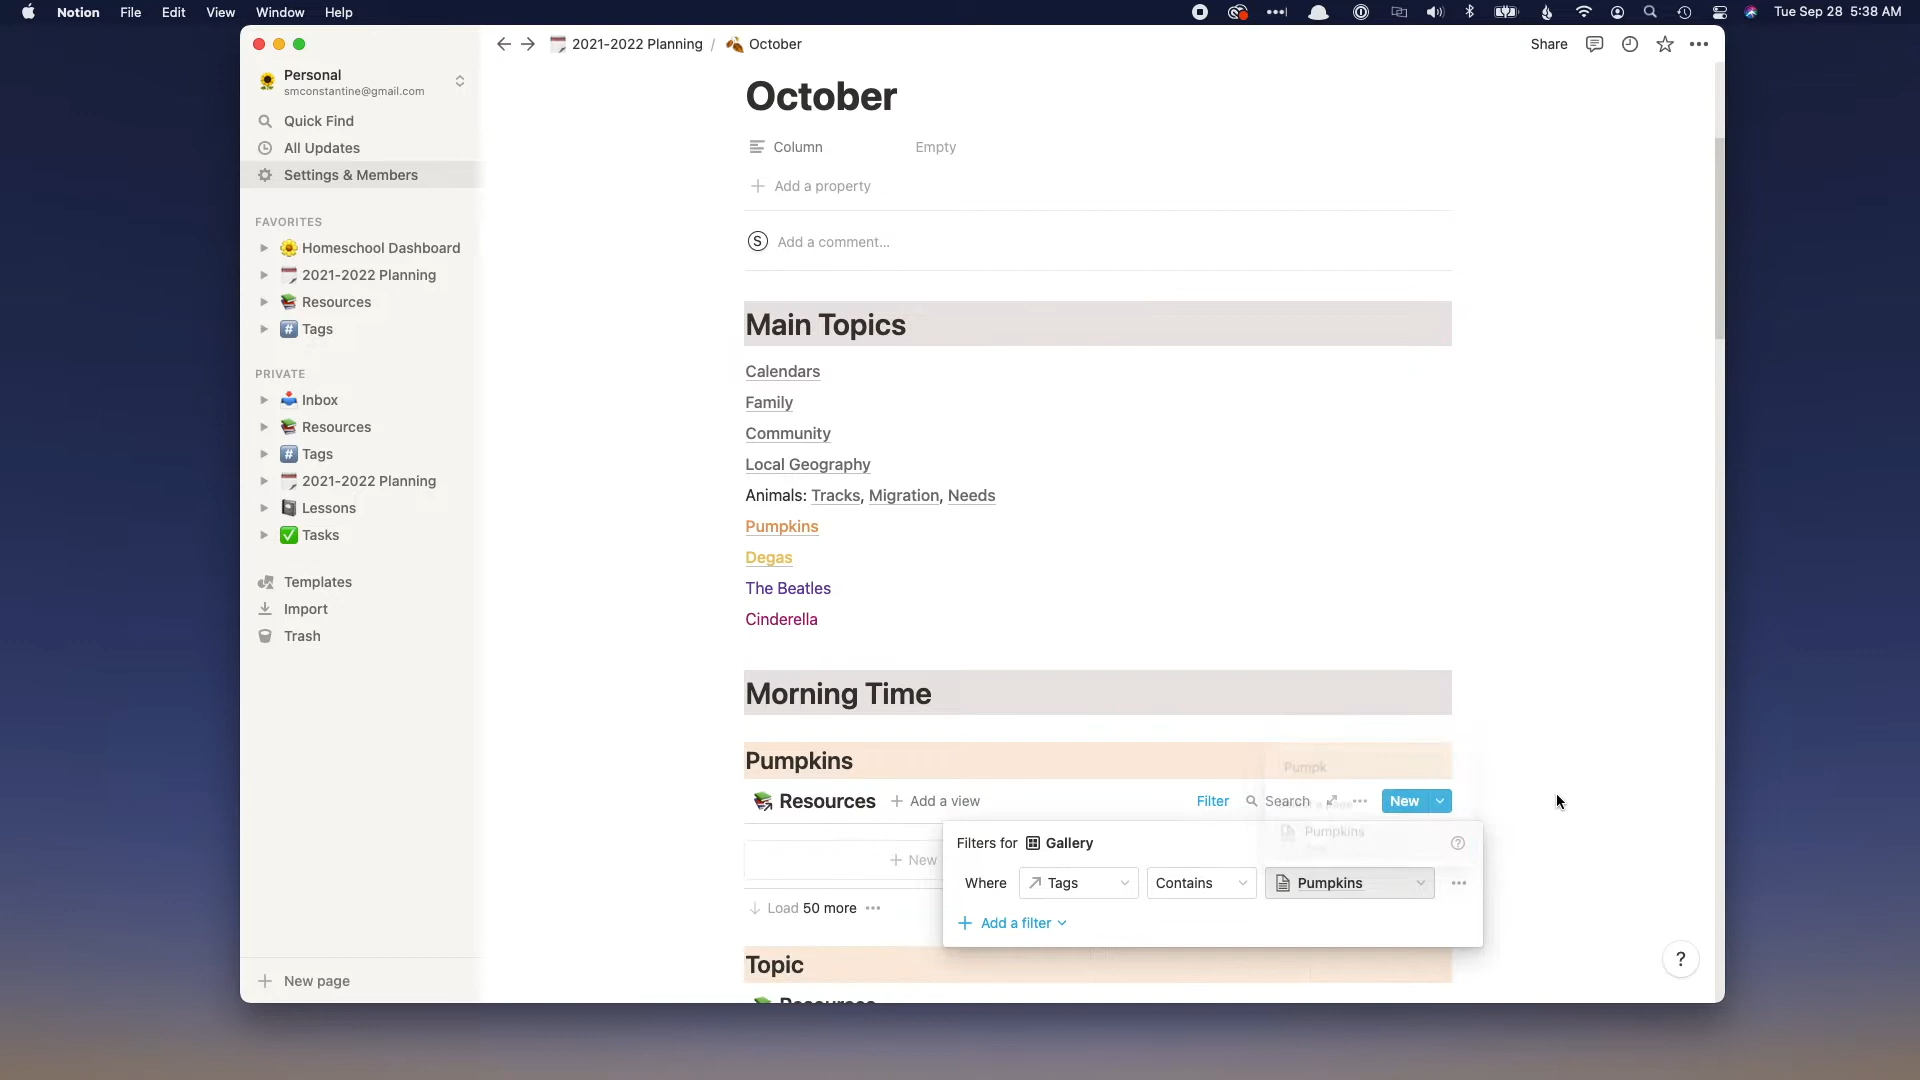 Notion File Edit View Window Help
Tue Sep 28 5:38 AM
2021-2022 Planning / October
Share
Personal
smconstantine@gmail.com
Quick Find
All Updates
Settings & Members
FAVORITES
Homeschool Dashboard
2021-2022 Planning
Resources
# Tags
PRIVATE
Inbox
Resources
# Tags
2021-2022 Planning
Lessons
Tasks
Templates
Import
Trash
+ New page
October
Column Empty
+ Add a property
S Add a comment...
Main Topics
Calendars
Family
Community
Local Geography
Animals: Tracks, Migration, Needs
Pumpkins
Degas
The Beatles
Cinderella
Morning Time
Pumpkins
Pumpk
Resources + Add a view Filter Search New
Pumpkins
Filters for Gallery
+ New
Where Tags Contains Pumpkins
Load 50 more
+ Add a filter
Topic
Resources
?